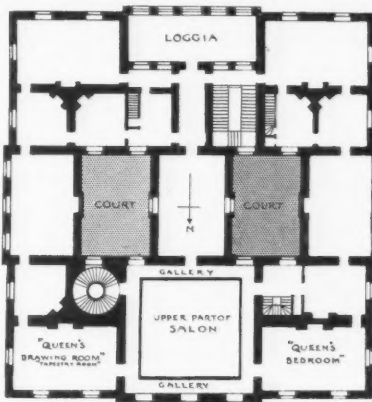 LOGGIA
COURT
COURT
N
GALLERY
UPPER PART OF
SALON
"QUEEN'S
DRAWING ROOM"
"TAPESTRY ROOM"
"QUEEN'S
BEDROOM"
GALLERY